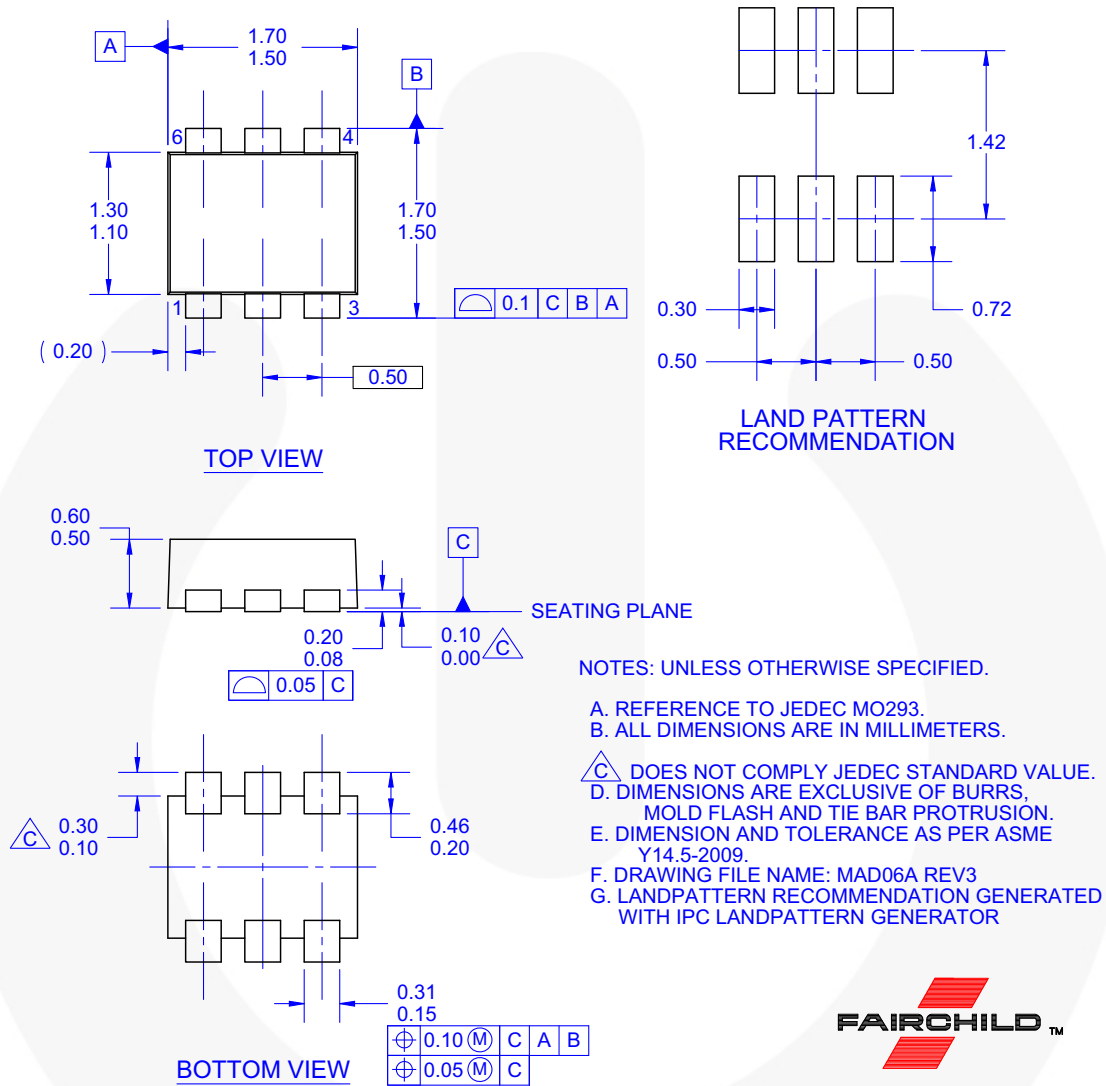 A
1.70
1.50
B
6
4
1.30
1.10
1.70
1.50
1
3
0.1 C B A
( 0.20 )
0.50
TOP VIEW
1.42
0.30
0.72
0.50
0.50
LAND PATTERN
RECOMMENDATION
0.60
0.50
C
SEATING PLANE
0.20
0.08
0.10
0.00 C
0.05 C
NOTES: UNLESS OTHERWISE SPECIFIED.
A. REFERENCE TO JEDEC MO293.
B. ALL DIMENSIONS ARE IN MILLIMETERS.
C DOES NOT COMPLY JEDEC STANDARD VALUE.
D. DIMENSIONS ARE EXCLUSIVE OF BURRS,
MOLD FLASH AND TIE BAR PROTRUSION.
E. DIMENSION AND TOLERANCE AS PER ASME
Y14.5-2009.
F. DRAWING FILE NAME: MAD06A REV3
G. LANDPATTERN RECOMMENDATION GENERATED
WITH IPC LANDPATTERN GENERATOR
C 0.30
0.10
0.46
0.20
0.31
0.15
⌖ 0.10 Ⓜ C A B
⌖ 0.05 Ⓜ C
BOTTOM VIEW
FAIRCHILD ™